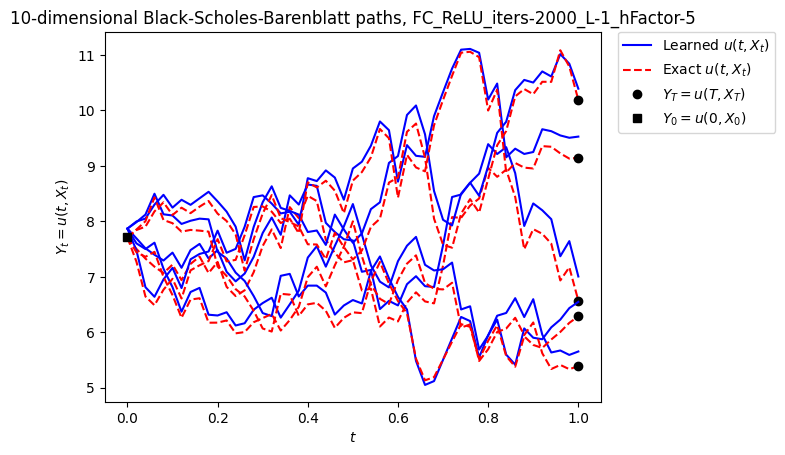 10-dimensional Black-Scholes-Barenblatt paths, FC_ReLU_iters-2000_L-1_hFactor-5
Learned u(t, X_t)
Exact u(t, X_t)
Y_T = u(T, X_T)
Y_0 = u(0, X_0)
Y_t = u(t, X_t)
11
10
9
8
7
6
5
0.0 0.2 0.4 0.6 0.8 1.0
t